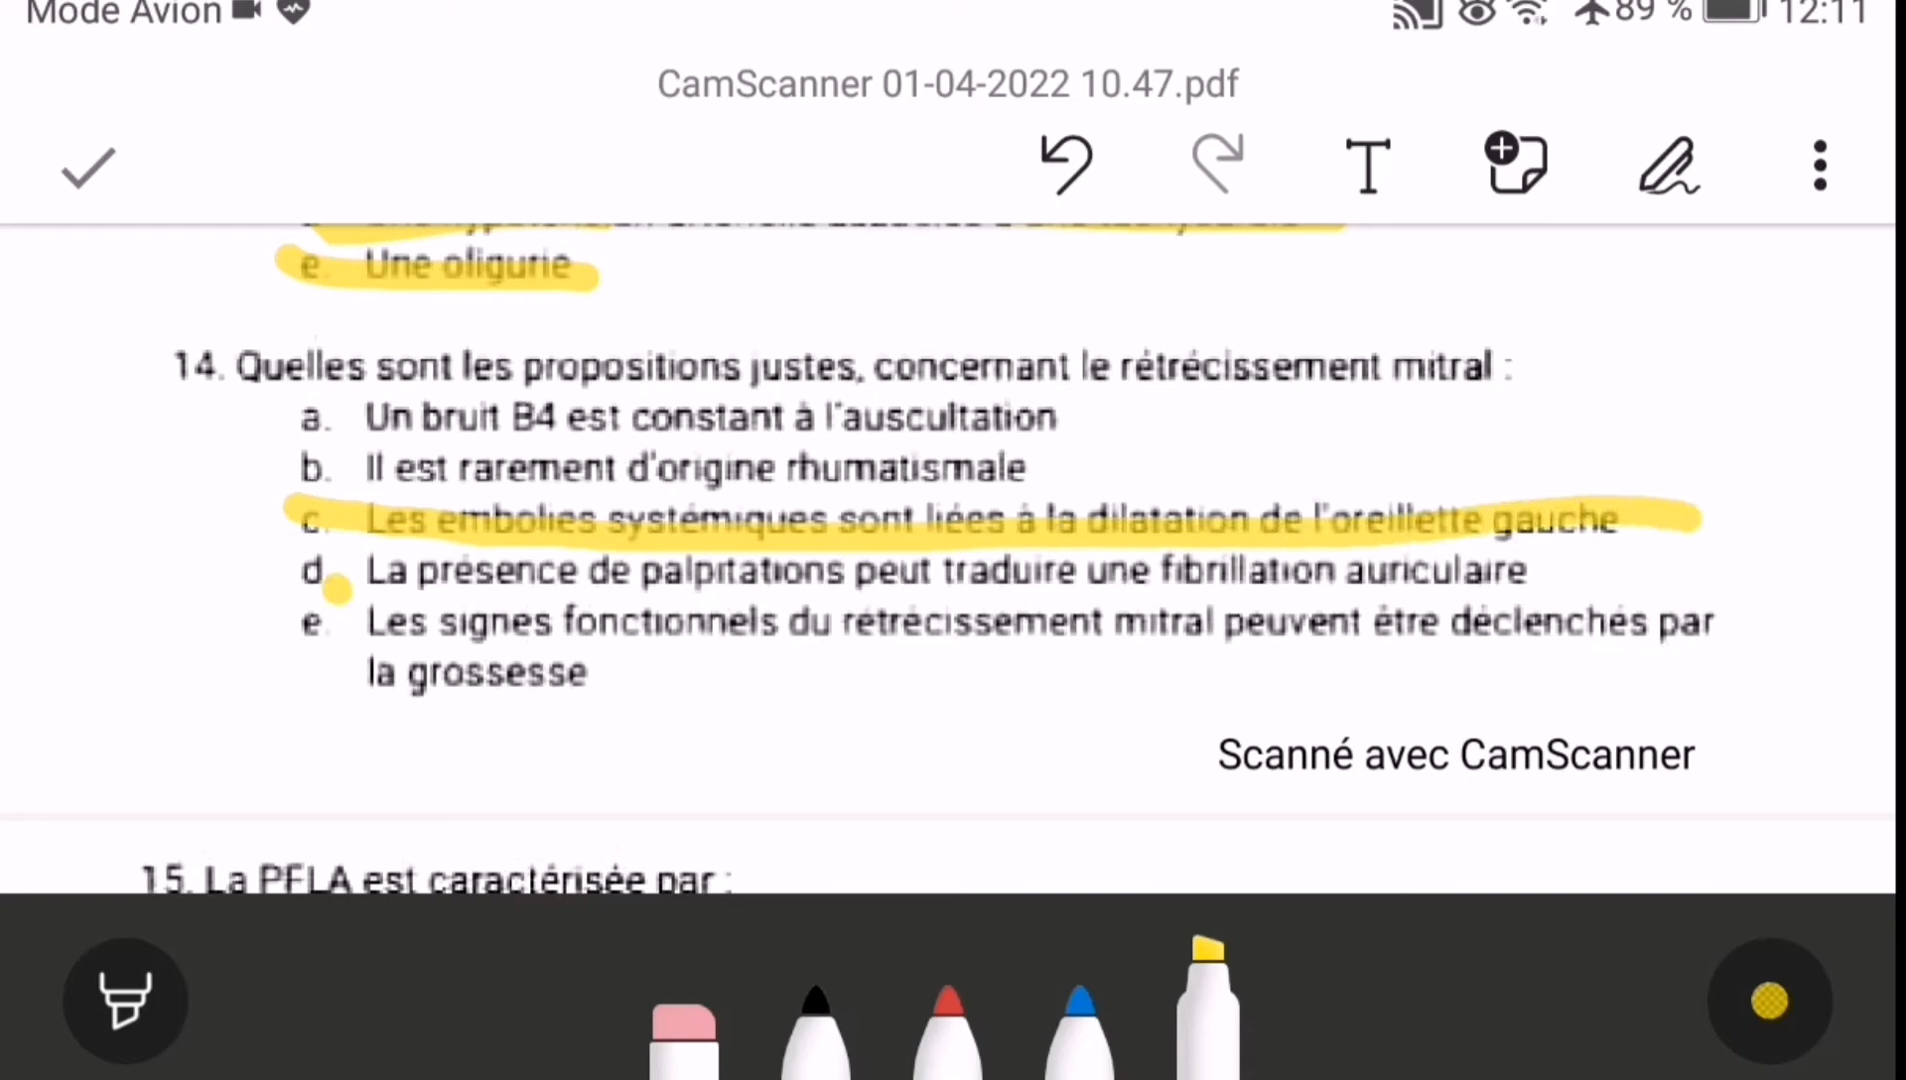 Mode Avion
89 % 12:11
CamScanner 01-04-2022 10.47.pdf
e. Une oligurie
14. Quelles sont les propositions justes, concernant le rétrécissement mitral :
a. Un bruit B4 est constant à l'auscultation
b. Il est rarement d'origine rhumatismale
c. Les embolies systémiques sont liées à la dilatation de l'oreillette gauche
d. La présence de palpitations peut traduire une fibrillation auriculaire
e. Les signes fonctionnels du rétrécissement mitral peuvent être déclenchés par
la grossesse
Scanné avec CamScanner
15. La PFLA est caractérisée par :